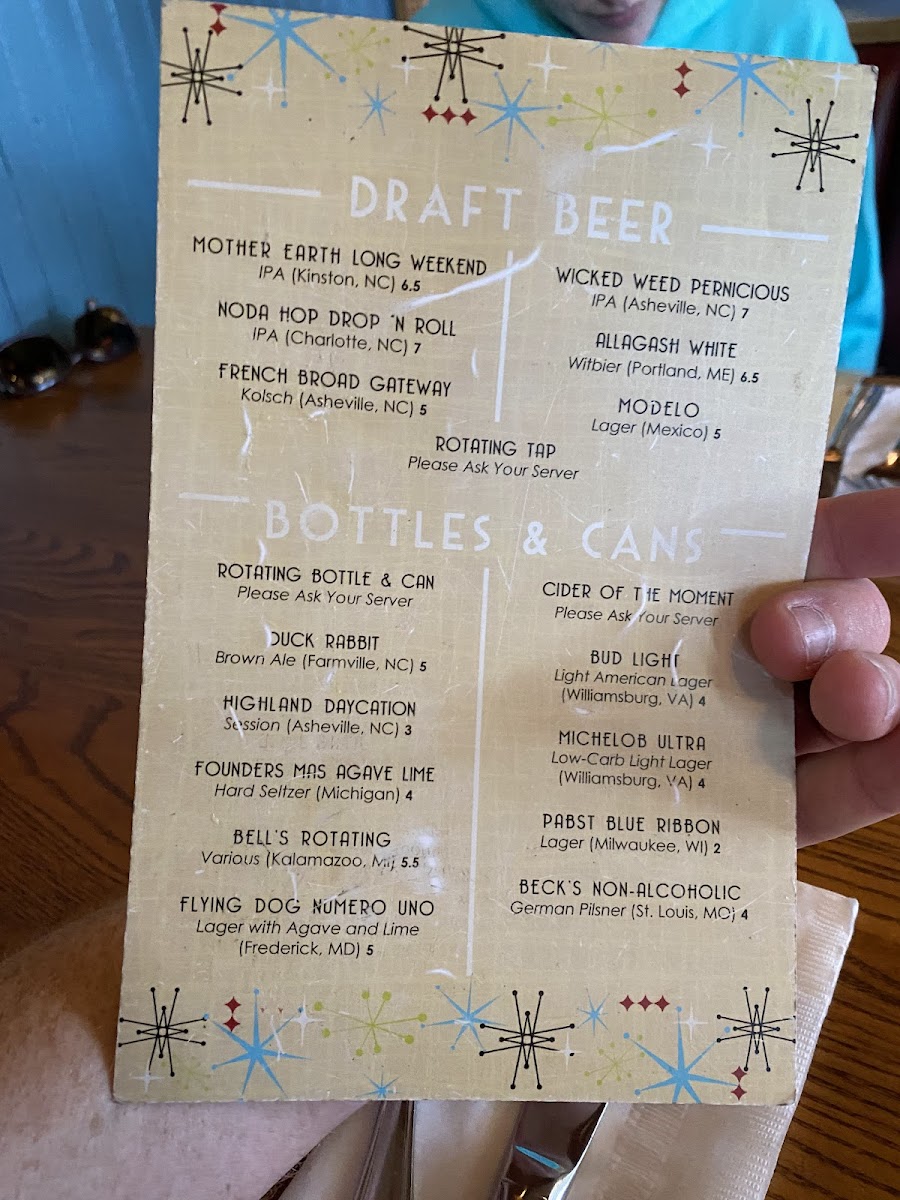 DRAFT BEER
MOTHER EARTH LONG WEEKEND
IPA (Kinston, NC) 6.5
NODA HOP DROP 'N ROLL
IPA (Charlotte, NC) 7
FRENCH BROAD GATEWAY
Kolsch (Asheville, NC) 5
WICKED WEED PERNICIOUS
IPA (Asheville, NC) 7
ALLAGASH WHITE
Witbier (Portland, ME) 6.5
MODELO
Lager (Mexico) 5
ROTATING TAP
Please Ask Your Server
BOTTLES & CANS
ROTATING BOTTLE & CAN
Please Ask Your Server
DUCK RABBIT
Brown Ale (Farmville, NC) 5
HIGHLAND DAYCATION
Session (Asheville, NC) 3
FOUNDERS MAS AGAVE LIME
Hard Seltzer (Michigan) 4
BELL'S ROTATING
Various (Kalamazoo, MI) 5.5
FLYING DOG NUMERO UNO
Lager with Agave and Lime
(Frederick, MD) 5
CIDER OF THE MOMENT
Please Ask Your Server
BUD LIGHT
Light American Lager
(Williamsburg, VA) 4
MICHELOB ULTRA
Low-Carb Light Lager
(Williamsburg, VA) 4
PABST BLUE RIBBON
Lager (Milwaukee, WI) 2
BECK'S NON-ALCOHOLIC
German Pilsner (St. Louis, MO) 4